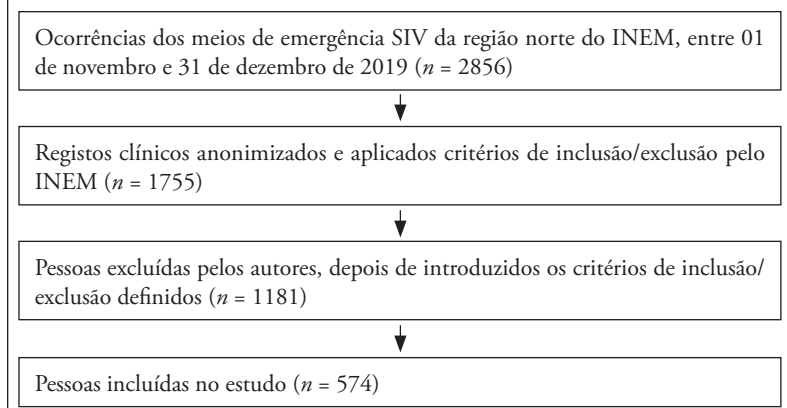 Ocorrências dos meios de emergência SIV da região norte do INEM, entre 01
de novembro e 31 de dezembro de 2019 (n = 2856)
Registos clínicos anonimizados e aplicados critérios de inclusão/exclusão pelo
INEM (n = 1755)
Pessoas excluídas pelos autores, depois de introduzidos os critérios de inclusão/
exclusão definidos (n = 1181)
Pessoas incluídas no estudo (n = 574)